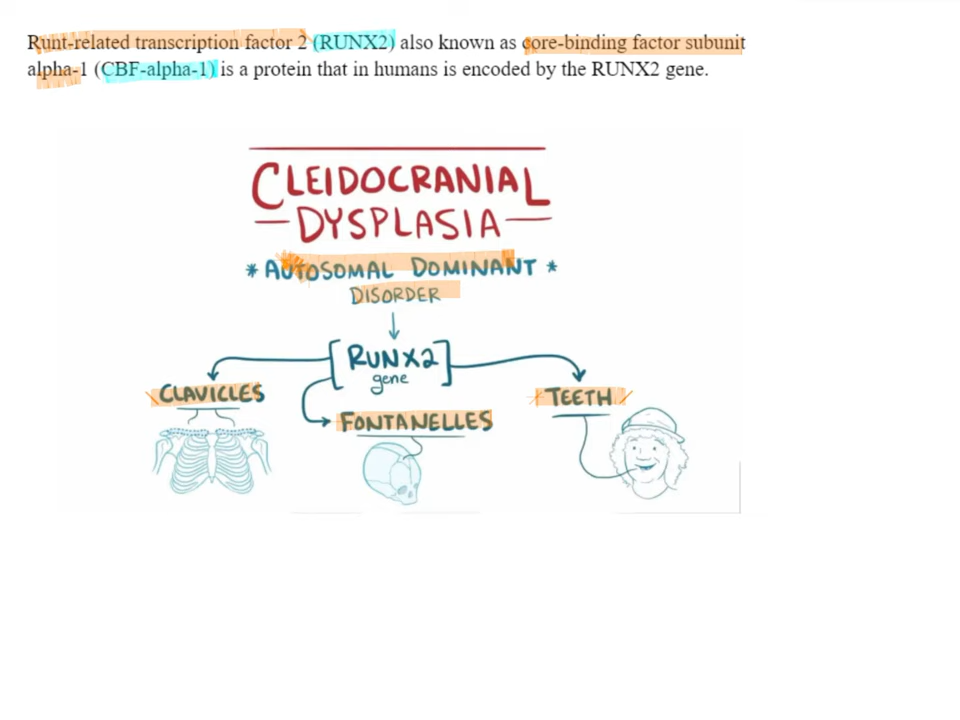 Runt-related transcription factor 2 (RUNX2) also known as core-binding factor subunit
alpha-1 (CBF-alpha-1) is a protein that in humans is encoded by the RUNX2 gene.
CLEIDOCRANIAL
DYSPLASIA
* AUTOSOMAL DOMINANT *
DISORDER
[RUNX2]
gene
CLAVICLES
FONTANELLES
TEETH